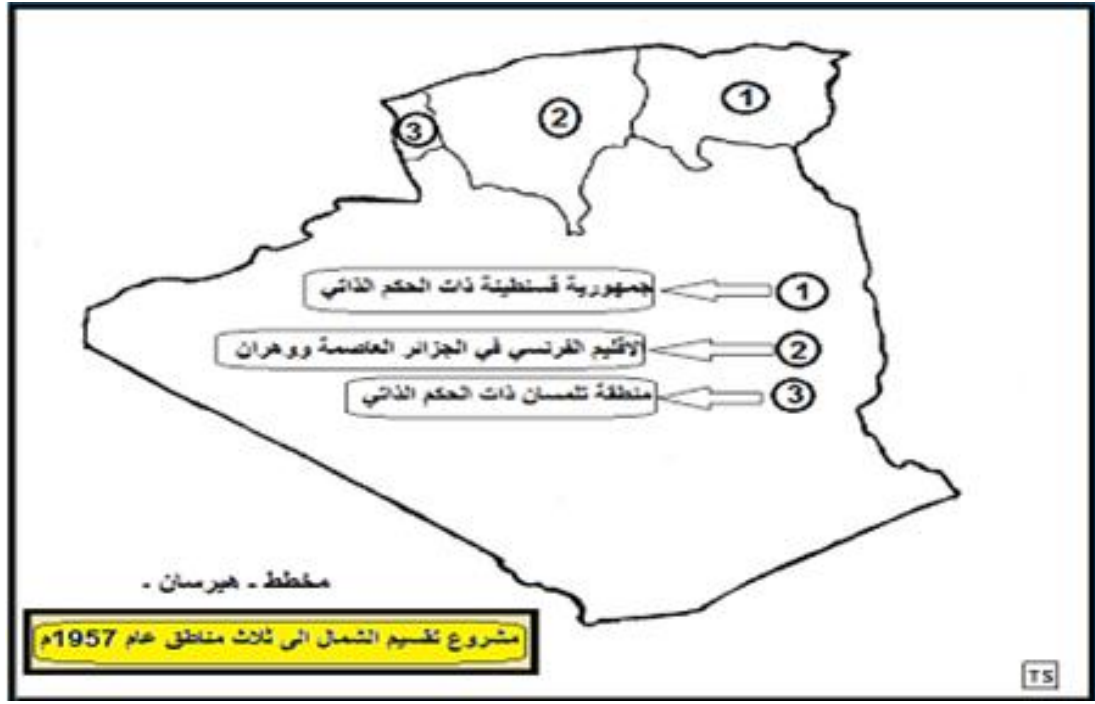 1
2
3
جمهورية قسنطينة ذات الحكم الذاتي
1
الاقليم الفرنسي في الجزائر العاصمة ووهران
2
منطقة تلمسان ذات الحكم الذاتي
3
مخطط ـ هيرسان ـ
مشروع تقسيم الشمال الى ثلاث مناطق عام 1957م
TS